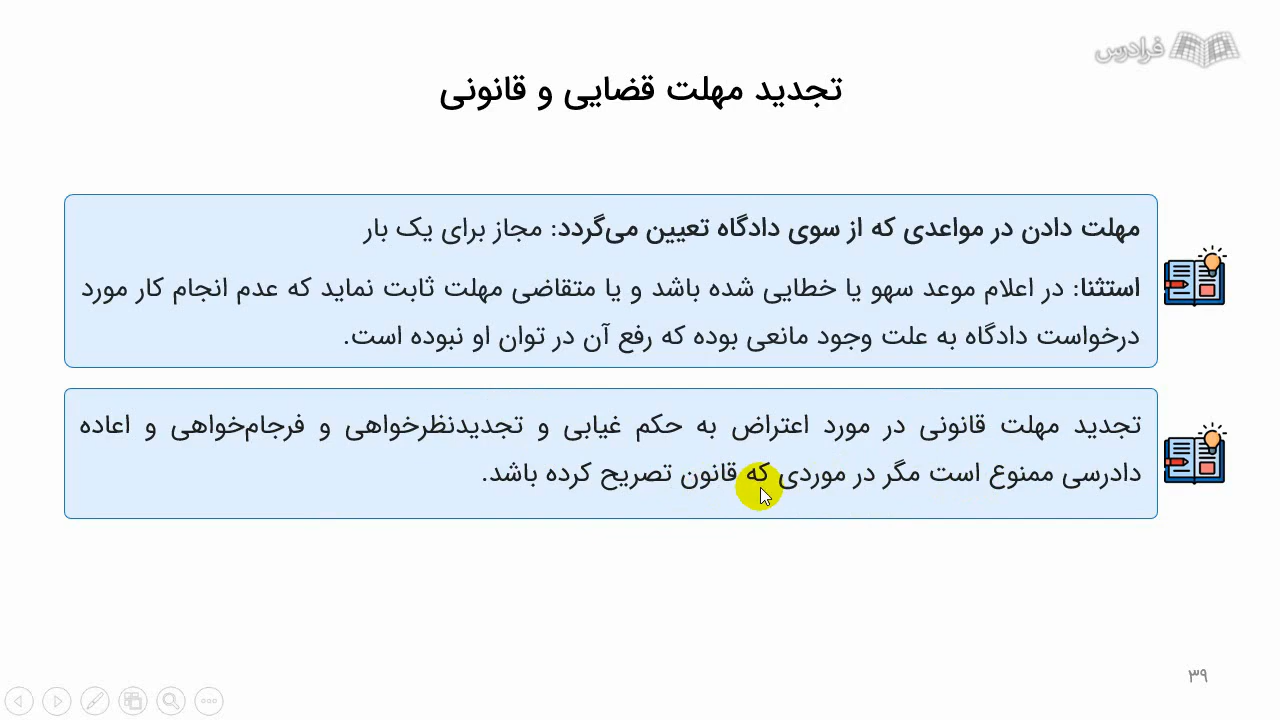 فرادرس
تجدید مهلت قضایی و قانونی
مهلت دادن در مواعدی که از سوی دادگاه تعیین می‌گردد: مجاز برای یک بار
استثنا: در اعلام موعد سهو یا خطایی شده باشد و یا متقاضی مهلت ثابت نماید که عدم انجام کار مورد
درخواست دادگاه به علت وجود مانعی بوده که رفع آن در توان او نبوده است.
تجدید مهلت قانونی در مورد اعتراض به حکم غیابی و تجدیدنظرخواهی و فرجام‌خواهی و اعاده
دادرسی ممنوع است مگر در موردی که قانون تصریح کرده باشد.
۳۹